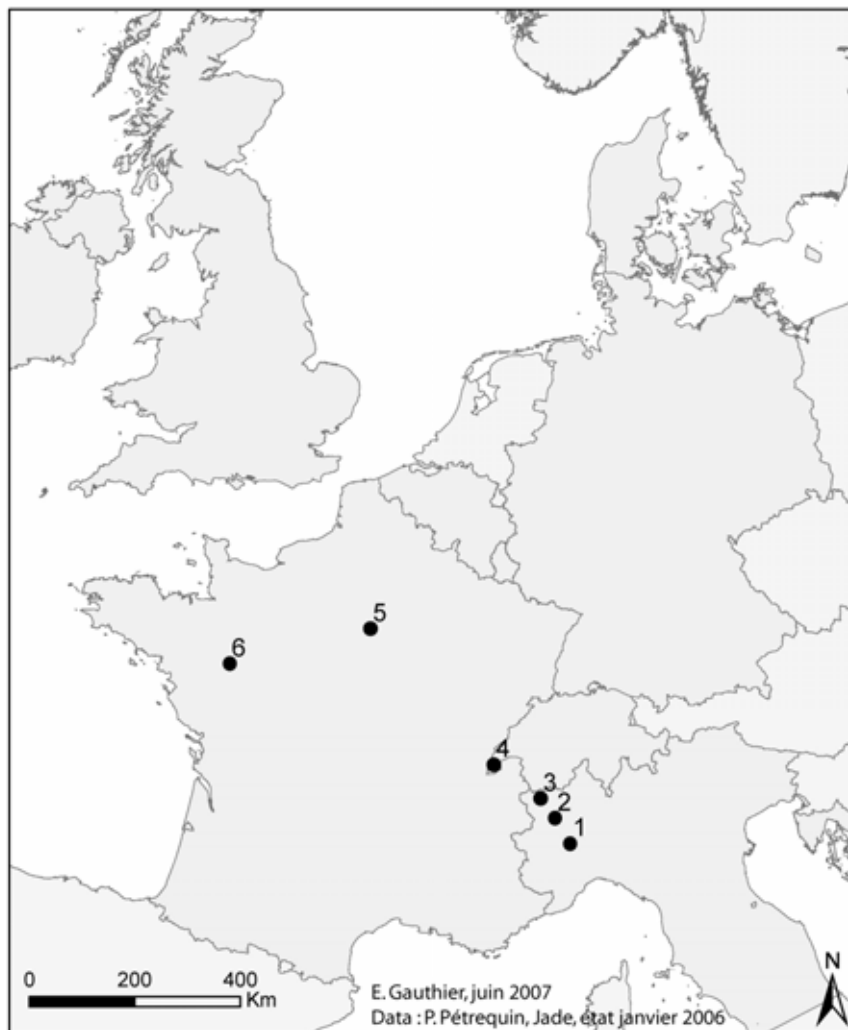 5
6
4
3
2
1
0 200 400
Km
N
E. Gauthier, juin 2007
Data : P. Pétrequin, Jade, état janvier 2006